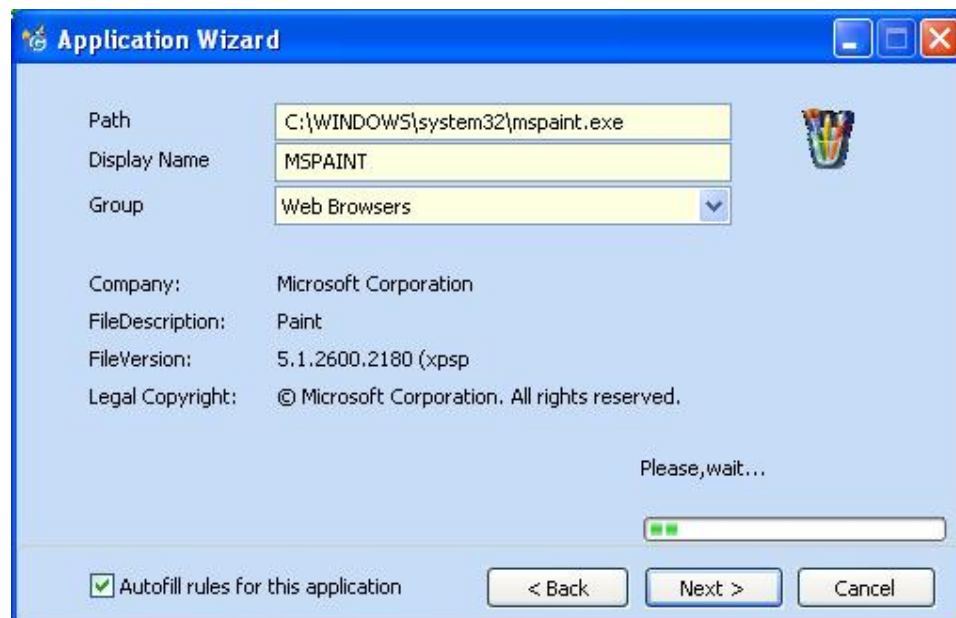 Application Wizard
Path C:\WINDOWS\system32\mspaint.exe
Display Name MSPAINT
Group Web Browsers
Company: Microsoft Corporation
FileDescription: Paint
FileVersion: 5.1.2600.2180 (xpsp
Legal Copyright: © Microsoft Corporation. All rights reserved.
Please,wait...
Autofill rules for this application < Back Next > Cancel